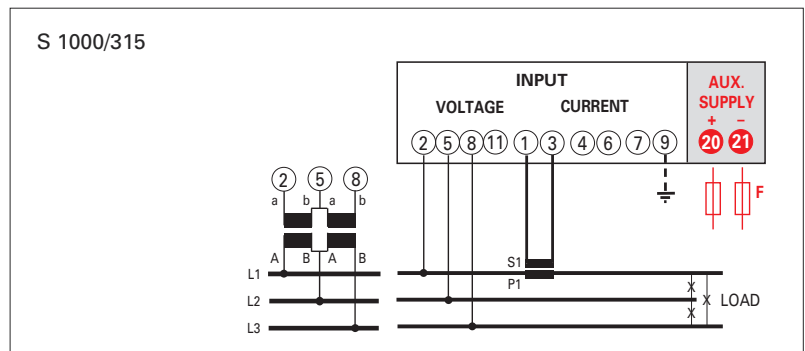 S 1000/315
INPUT
VOLTAGE CURRENT
AUX.
SUPPLY
+ –
2 5 8 11 1 3 4 6 7 9 20 21
F
2 5 8
a b a b
A B A B
S1
P1
L1
L2
L3
X
X LOAD
X